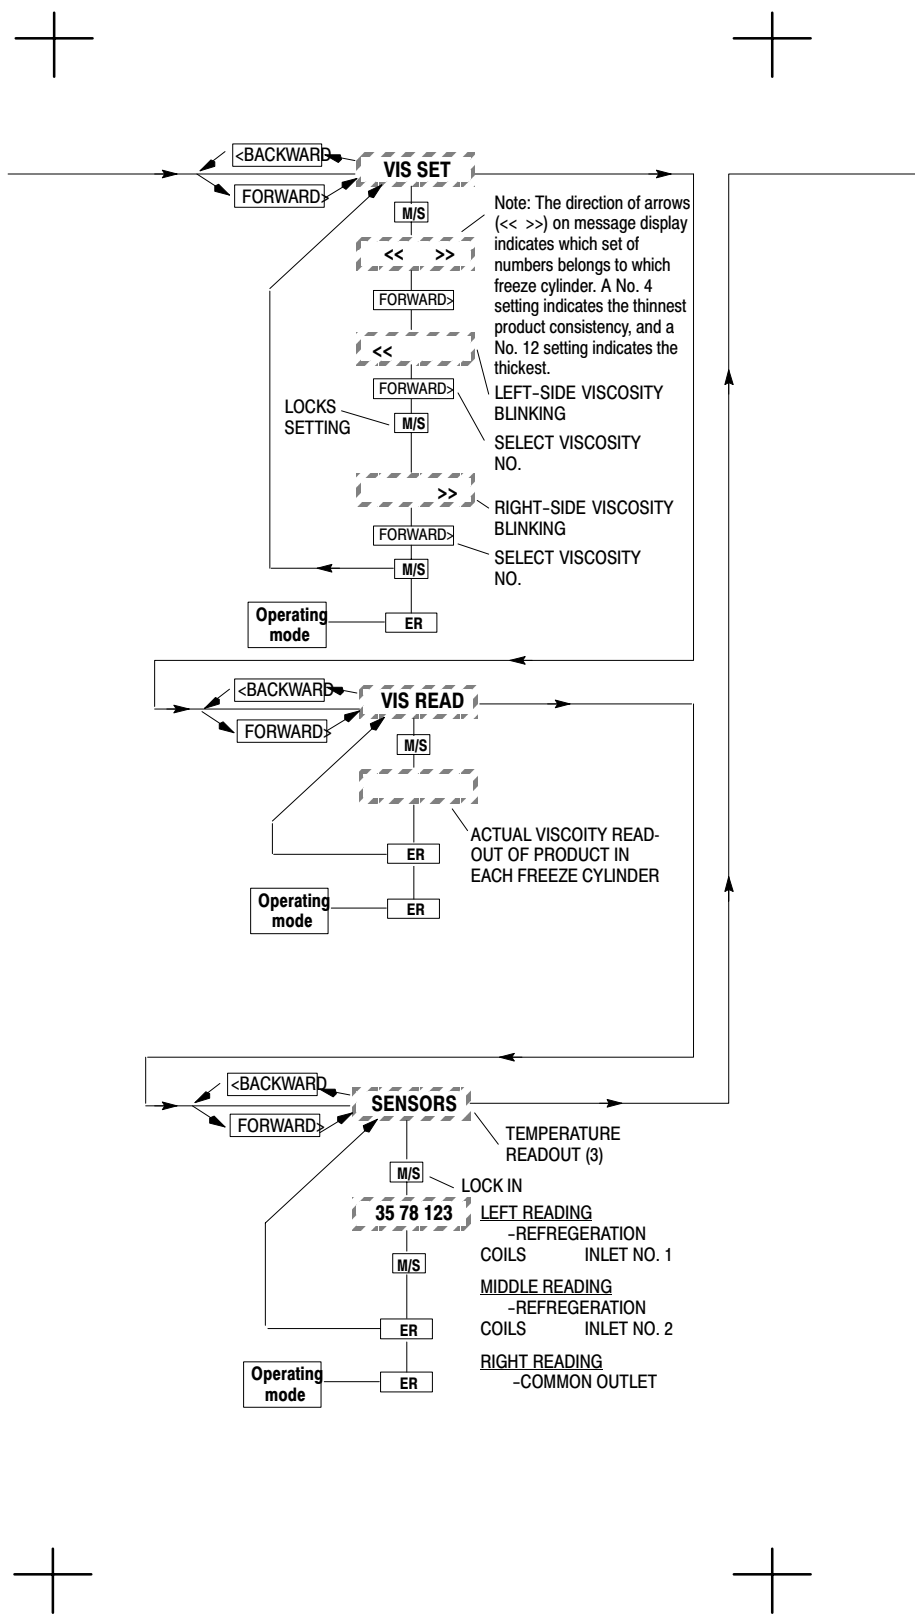 <BACKWARD
VIS SET
FORWARD>
M/S
Note: The direction of arrows
(<< >>) on message display
indicates which set of
numbers belongs to which
freeze cylinder. A No. 4
setting indicates the thinnest
product consistency, and a
No. 12 setting indicates the
thickest.
<< >>
FORWARD>
<<
LEFT-SIDE VISCOSITY
BLINKING
FORWARD>
LOCKS
SETTING
M/S
SELECT VISCOSITY
NO.
>>
RIGHT-SIDE VISCOSITY
BLINKING
FORWARD>
SELECT VISCOSITY
NO.
M/S
Operating
mode
ER
<BACKWARD
VIS READ
FORWARD>
M/S
ACTUAL VISCOITY READ-
OUT OF PRODUCT IN
EACH FREEZE CYLINDER
ER
Operating
mode
ER
<BACKWARD
SENSORS
FORWARD>
TEMPERATURE
READOUT (3)
M/S
LOCK IN
35 78 123
LEFT READING
-REFREGERATION
COILS INLET NO. 1
M/S
MIDDLE READING
-REFREGERATION
COILS INLET NO. 2
ER
RIGHT READING
-COMMON OUTLET
Operating
mode
ER